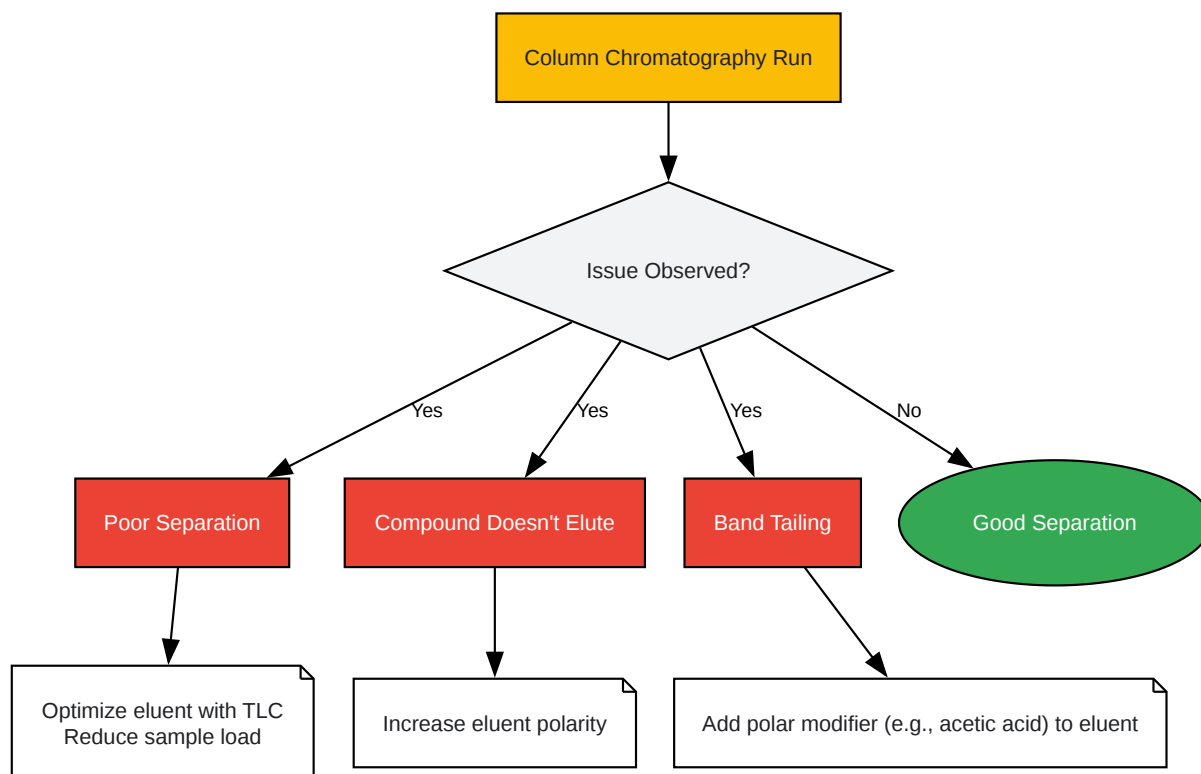 Column Chromatography Run
Issue Observed?
Yes
Yes
Yes
No
Poor Separation
Compound Doesn't Elute
Band Tailing
Good Separation
Optimize eluent with TLC
Reduce sample load
Increase eluent polarity
Add polar modifier (e.g., acetic acid) to eluent